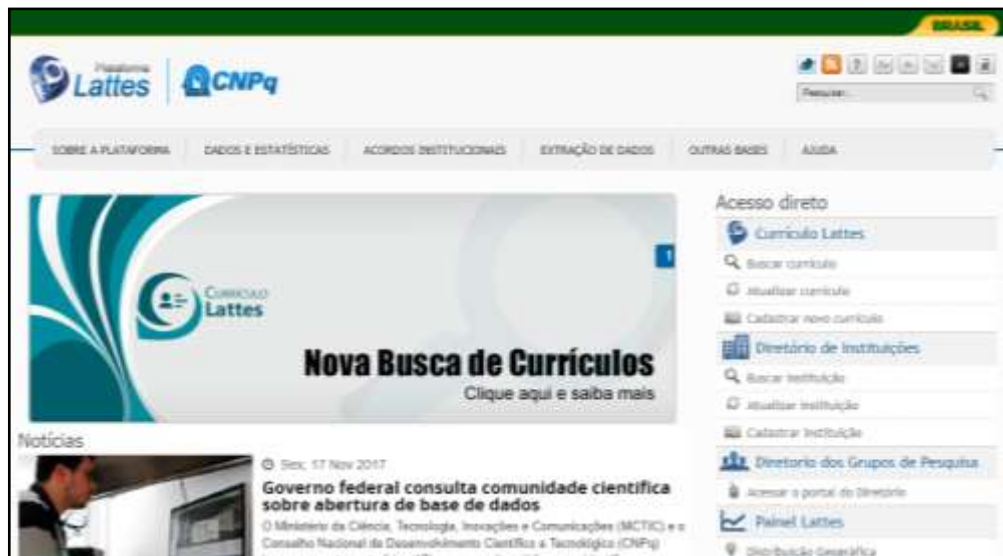 BRASIL
Plataforma
Lattes
CNPq
Pesquisar...
SOBRE A PLATAFORMA
DADOS E ESTATÍSTICAS
ACORDOS INSTITUCIONAIS
EXTRAÇÃO DE DADOS
OUTRAS BASES
AJUDA
CURRÍCULO
Lattes
1
Nova Busca de Currículos
Clique aqui e saiba mais
Acesso direto
Currículo Lattes
Buscar currículo
Atualizar currículo
Cadastrar novo currículo
Diretório de Instituições
Buscar instituição
Atualizar instituição
Cadastrar instituição
Diretorio dos Grupos de Pesquisa
Acessar o portal do Diretório
Painel Lattes
Distribuição Geográfica
Notícias
Sex, 17 Nov 2017
Governo federal consulta comunidade científica
sobre abertura de base de dados
O Ministério da Ciência, Tecnologia, Inovações e Comunicações (MCTIC) e o
Conselho Nacional de Desenvolvimento Científico e Tecnológico (CNPq)